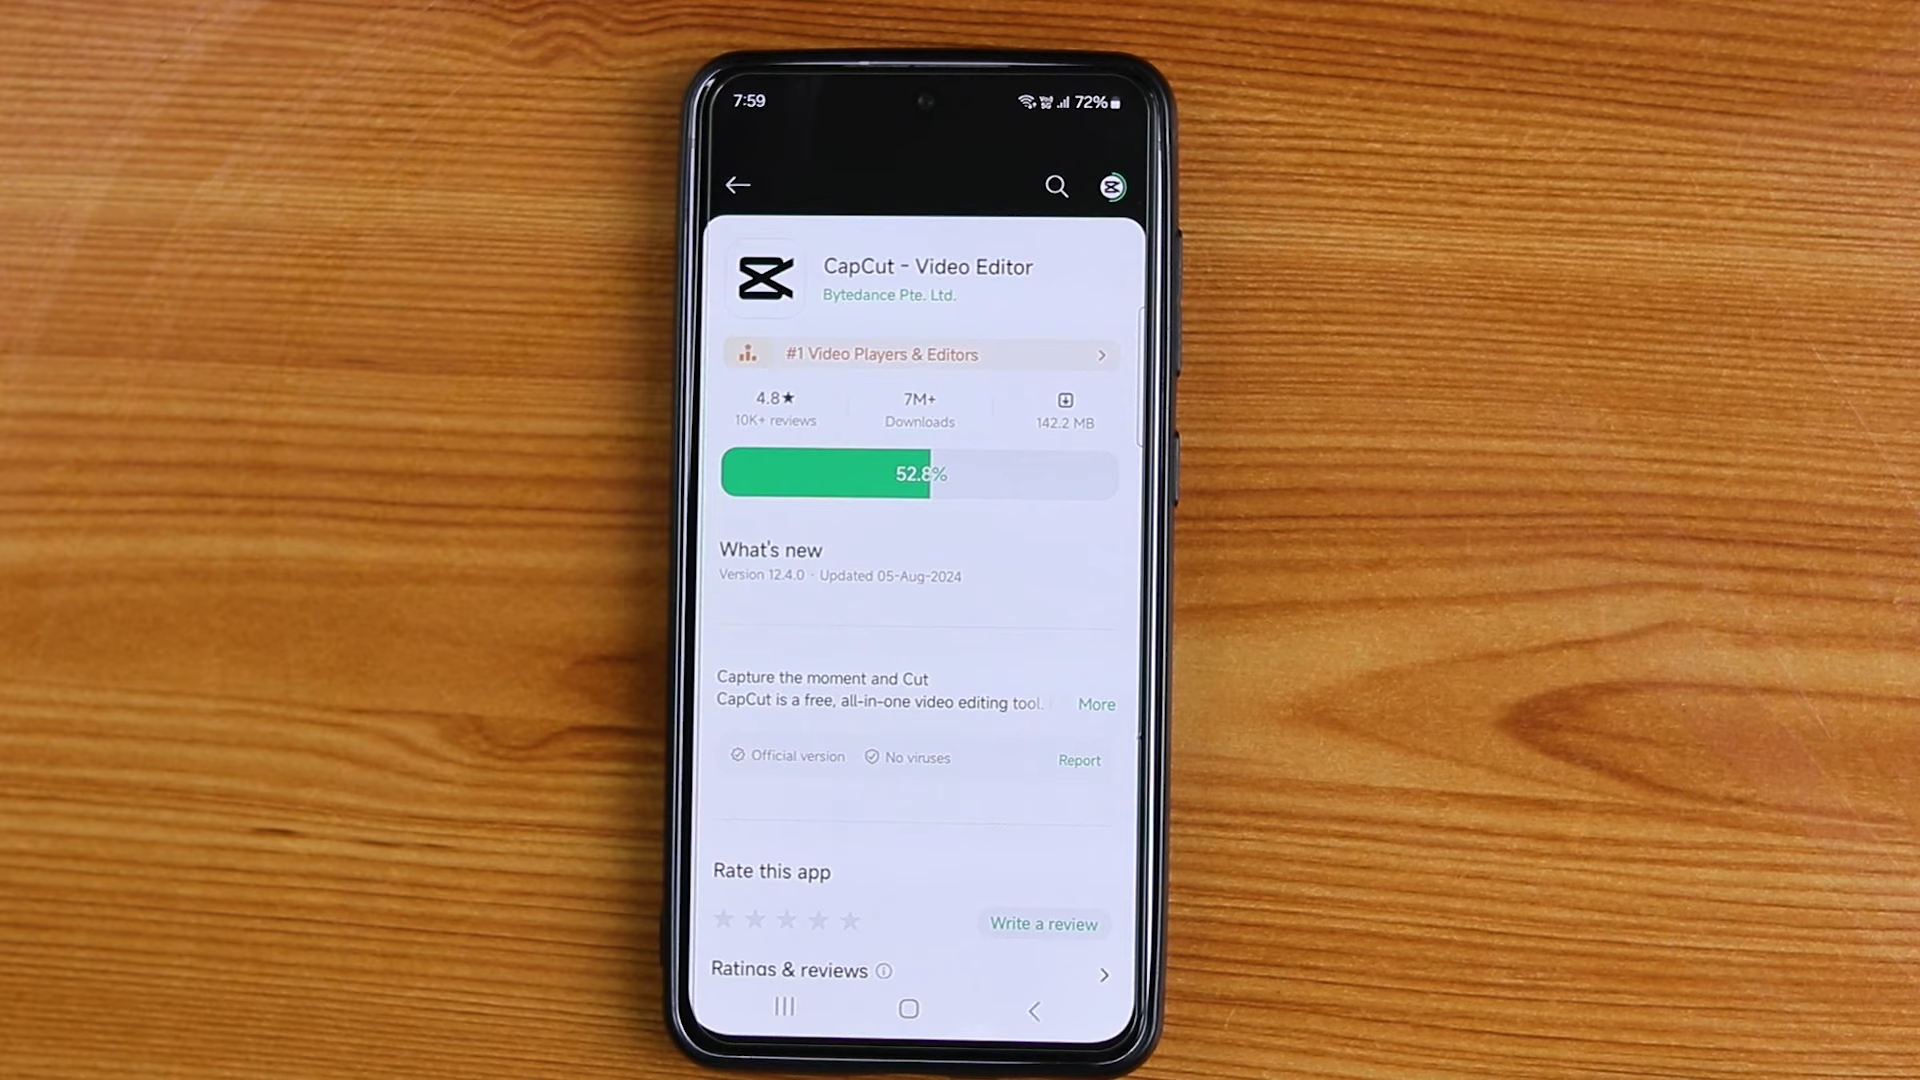 7:59
72%
CapCut - Video Editor
Bytedance Pte. Ltd.
#1 Video Players & Editors
4.8★ 7M+
10K+ reviews Downloads 142.2 MB
52.8%
What's new
Version 12.4.0 · Updated 05-Aug-2024
Capture the moment and Cut
CapCut is a free, all-in-one video editing tool. More
Official version No viruses Report
Rate this app
Write a review
Ratings & reviews